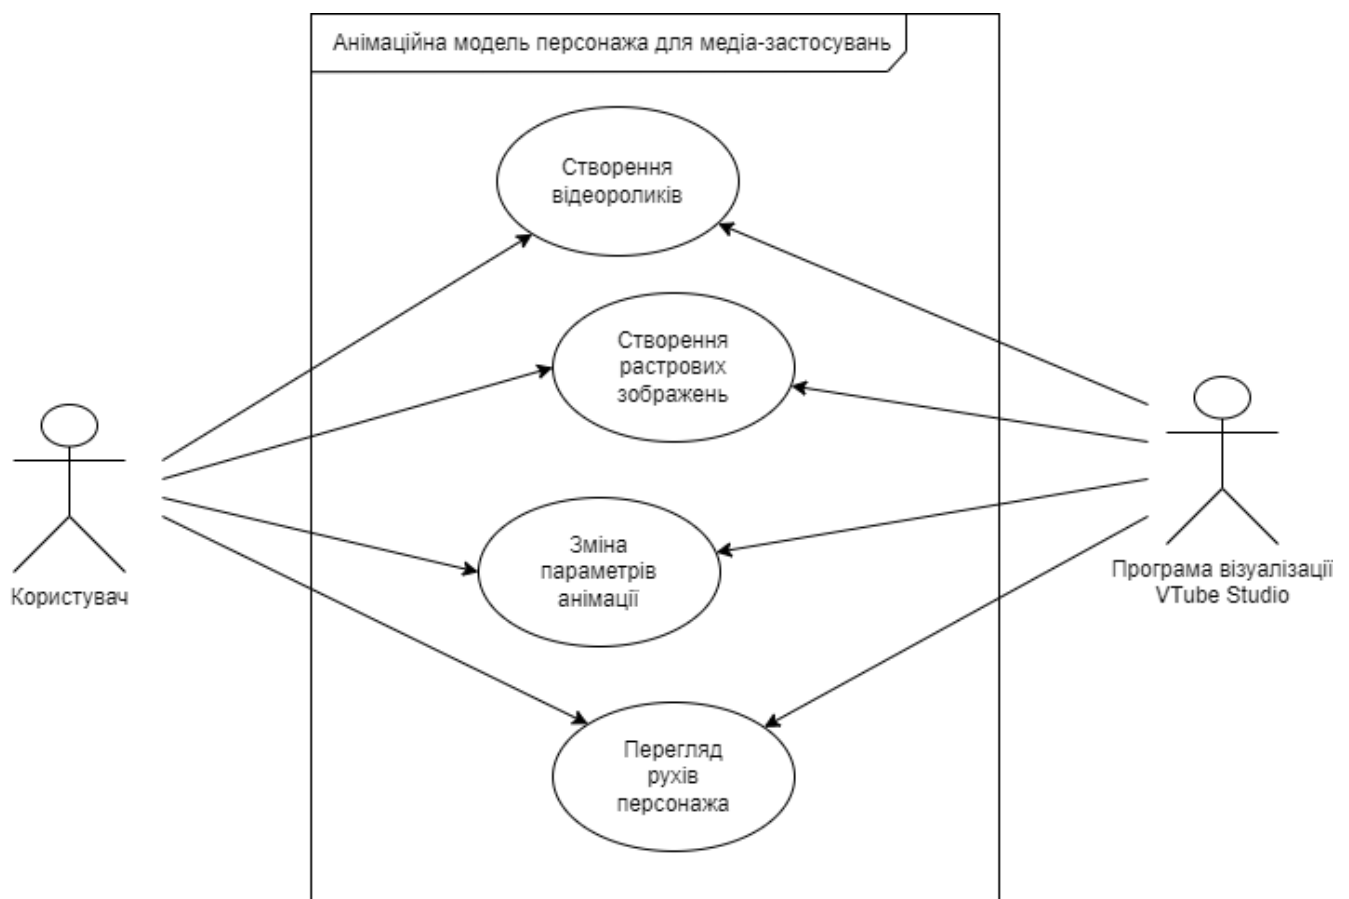 Анімаційна модель персонажа для медіа-застосувань
Створення
відеороликів
Створення
растрових
зображень
Зміна
параметрів
анімації
Перегляд
рухів
персонажа
Користувач
Програма візуалізації
VTube Studio